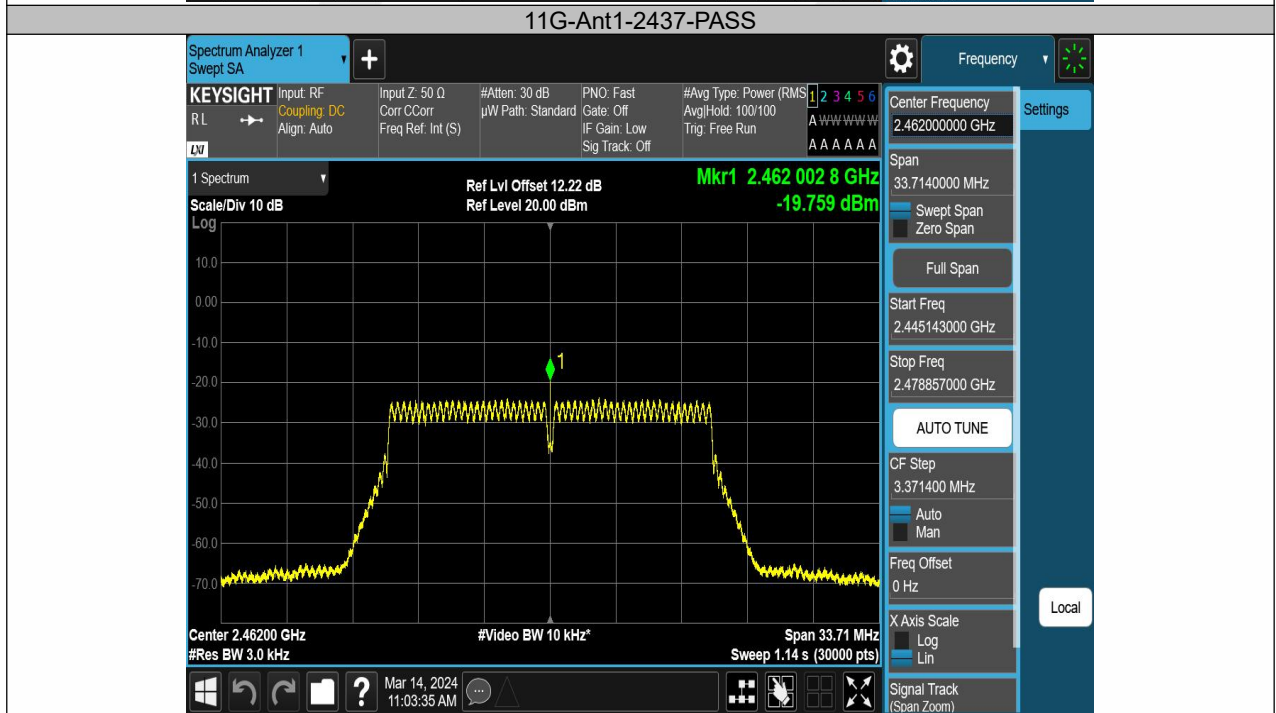 11G-Ant1-2437-PASS
Spectrum Analyzer 1
Swept SA
+
Frequency
KEYSIGHT
RL
LXI
Input: RF
Coupling: DC
Align: Auto
Input Z: 50 Ω
Corr CCorr
Freq Ref: Int (S)
#Atten: 30 dB
µW Path: Standard
PNO: Fast
Gate: Off
IF Gain: Low
Sig Track: Off
#Avg Type: Power (RMS
Avg|Hold: 100/100
Trig: Free Run
1 2 3 4 5 6
A W W W W W
A A A A A A
1 Spectrum
Scale/Div 10 dB
Log
Ref Lvl Offset 12.22 dB
Ref Level 20.00 dBm
Mkr1 2.462 002 8 GHz
-19.759 dBm
10.0
0.00
-10.0
-20.0
-30.0
-40.0
-50.0
-60.0
-70.0
1
Center 2.46200 GHz
#Res BW 3.0 kHz
#Video BW 10 kHz*
Span 33.71 MHz
Sweep 1.14 s (30000 pts)
Center Frequency
2.462000000 GHz
Span
33.7140000 MHz
Swept Span
Zero Span
Full Span
Start Freq
2.445143000 GHz
Stop Freq
2.478857000 GHz
AUTO TUNE
CF Step
3.371400 MHz
Auto
Man
Freq Offset
0 Hz
X Axis Scale
Log
Lin
Signal Track
(Span Zoom)
Settings
Local
?
Mar 14, 2024
11:03:35 AM